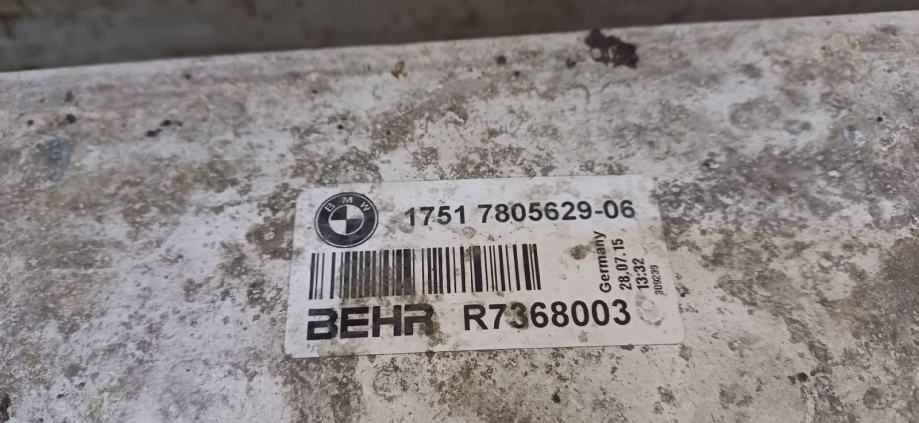 BMW
1751 7805629-06
Germany
28.07.15
13:32
309239
BEHR R7368003